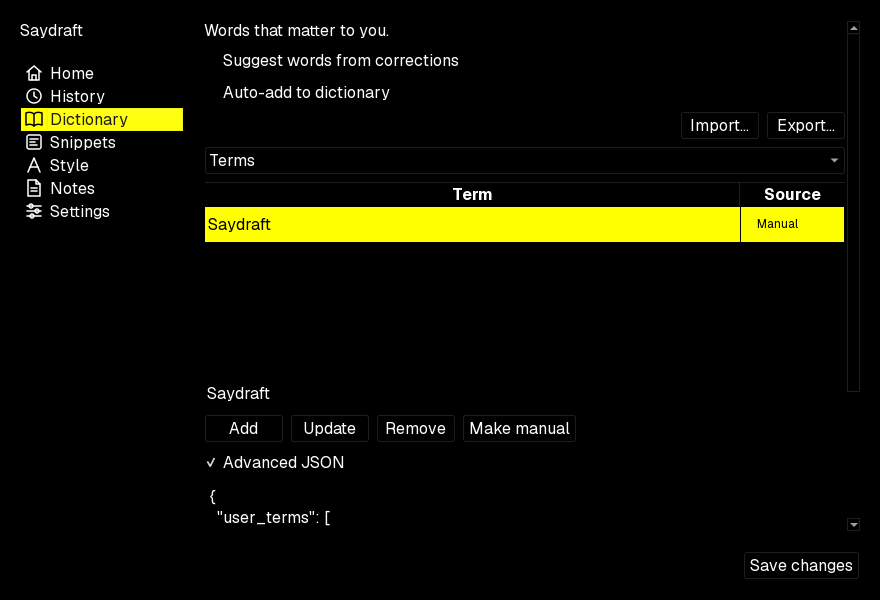 Saydraft
Home
History
Dictionary
Snippets
Style
Notes
Settings
Words that matter to you.
Suggest words from corrections
Auto-add to dictionary
Import...
Export...
Terms
Term
Source
Saydraft
Manual
Saydraft
Add
Update
Remove
Make manual
✓ Advanced JSON
{
"user_terms": [
Save changes